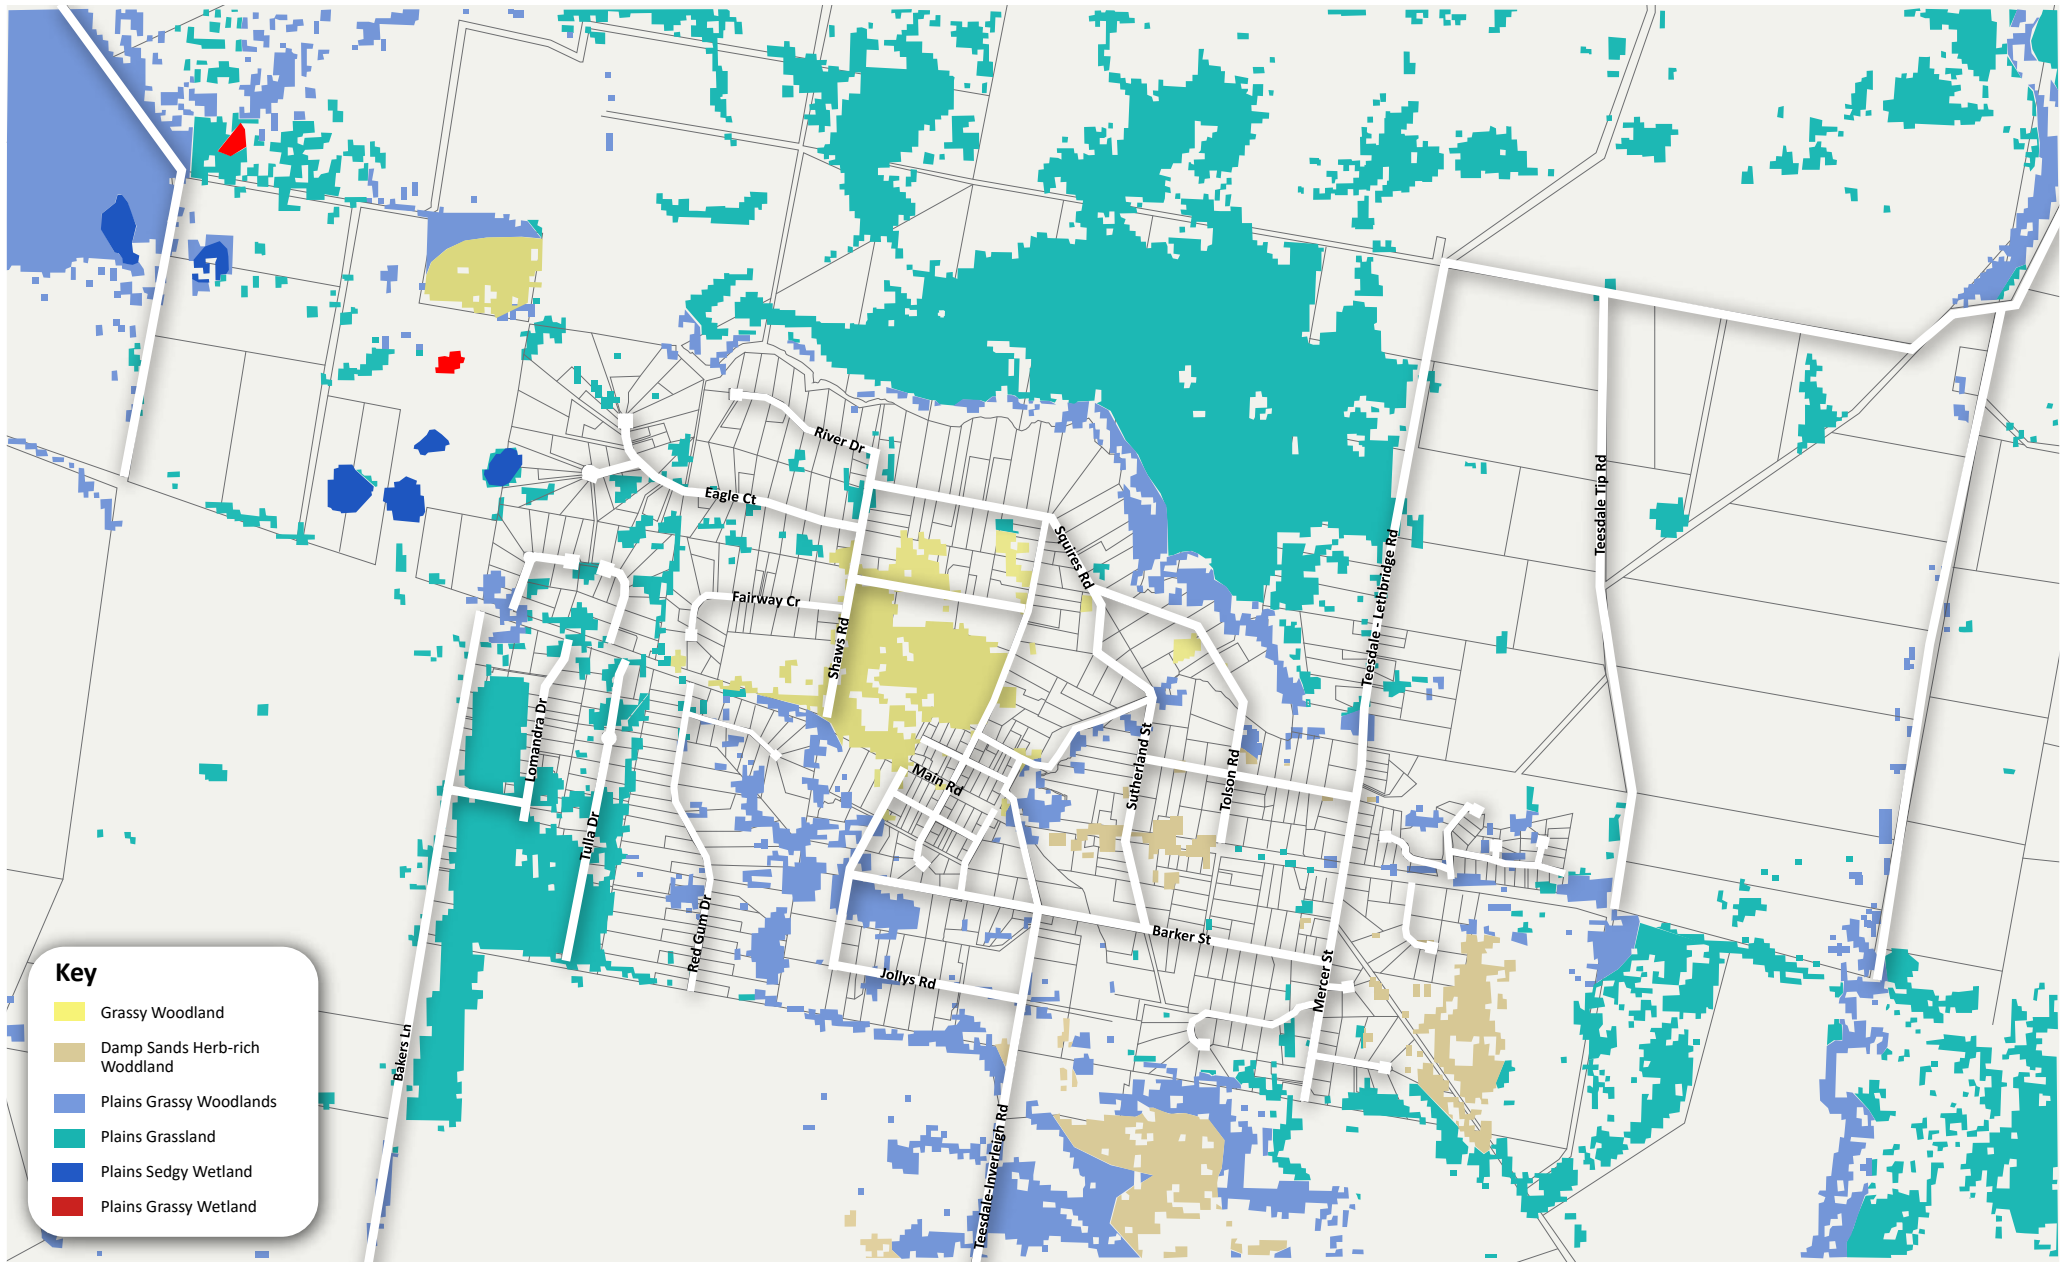 River Dr
Eagle Ct
Squires Rd
Teesdale Tip Rd
Teesdale - Lethbridge Rd
Fairway Cr
Shaws Rd
Lomandra Dr
Main Rd
Sutherland St
Tolson Rd
Tulla Dr
Red Gum Dr
Barker St
Jollys Rd
Mercer St
Bakers Ln
Teesdale-Inverleigh Rd
Key
Grassy Woodland
Damp Sands Herb-rich
Woddland
Plains Grassy Woodlands
Plains Grassland
Plains Sedgy Wetland
Plains Grassy Wetland